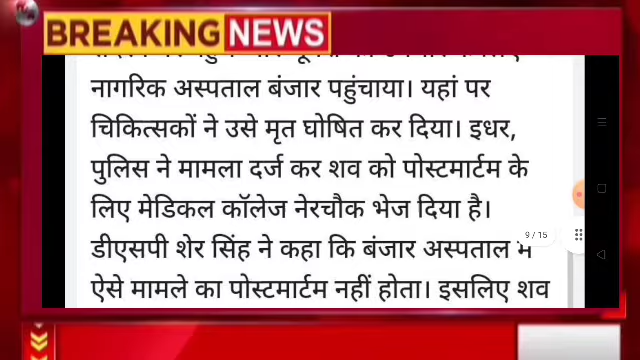 BREAKING NEWS
नागरिक अस्पताल बंजार पहुंचाया। यहां पर
चिकित्सकों ने उसे मृत घोषित कर दिया। इधर,
पुलिस ने मामला दर्ज कर शव को पोस्टमार्टम के
लिए मेडिकल कॉलेज नेरचौक भेज दिया है।
9 / 15
डीएसपी शेर सिंह ने कहा कि बंजार अस्पताल में
ऐसे मामले का पोस्टमार्टम नहीं होता। इसलिए शव